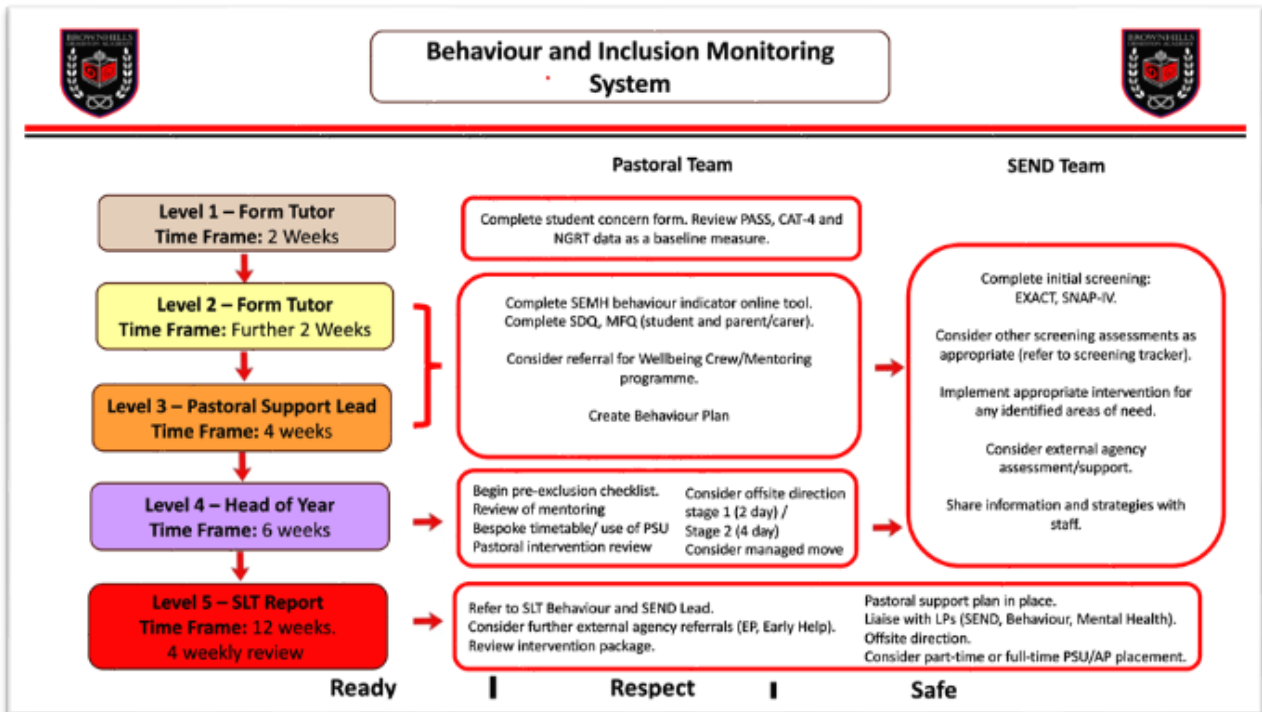 BROWNHILLS
ORMISTON ACADEMY
Behaviour and Inclusion Monitoring
System
BROWNHILLS
ORMISTON ACADEMY
Pastoral Team
SEND Team
Level 1 – Form Tutor
Time Frame: 2 Weeks
Complete student concern form. Review PASS, CAT-4 and
NGRT data as a baseline measure.
Level 2 – Form Tutor
Time Frame: Further 2 Weeks
Level 3 – Pastoral Support Lead
Time Frame: 4 weeks
Complete SEMH behaviour indicator online tool.
Complete SDQ, MFQ (student and parent/carer).
Consider referral for Wellbeing Crew/Mentoring
programme.
Create Behaviour Plan
Complete initial screening:
EXACT, SNAP-IV.
Consider other screening assessments as
appropriate (refer to screening tracker).
Implement appropriate intervention for
any identified areas of need.
Consider external agency
assessment/support.
Share information and strategies with
staff.
Level 4 – Head of Year
Time Frame: 6 weeks
Begin pre-exclusion checklist.
Review of mentoring
Bespoke timetable/ use of PSU
Pastoral intervention review
Consider offsite direction
stage 1 (2 day) /
Stage 2 (4 day)
Consider managed move
Level 5 – SLT Report
Time Frame: 12 weeks.
4 weekly review
Refer to SLT Behaviour and SEND Lead.
Consider further external agency referrals (EP, Early Help).
Review intervention package.
Pastoral support plan in place.
Liaise with LPs (SEND, Behaviour, Mental Health).
Offsite direction.
Consider part-time or full-time PSU/AP placement.
Ready | Respect | Safe